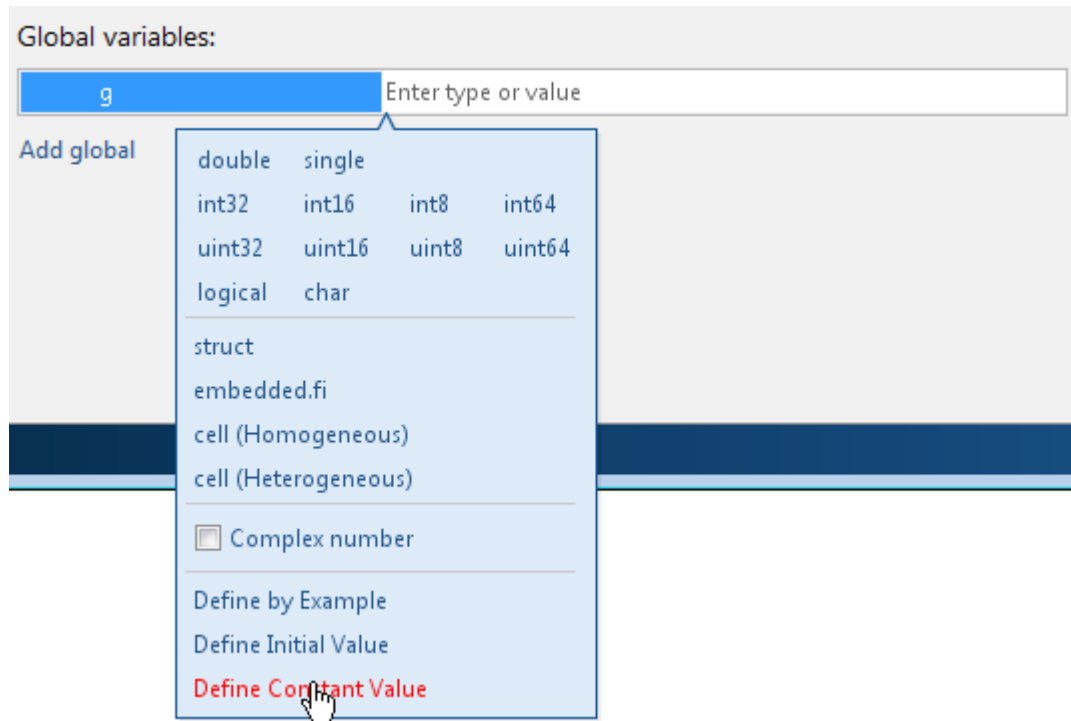 Global variables:
g Enter type or value
Add global
double single
int32 int16 int8 int64
uint32 uint16 uint8 uint64
logical char
struct
embedded.fi
cell (Homogeneous)
cell (Heterogeneous)
Complex number
Define by Example
Define Initial Value
Define Constant Value